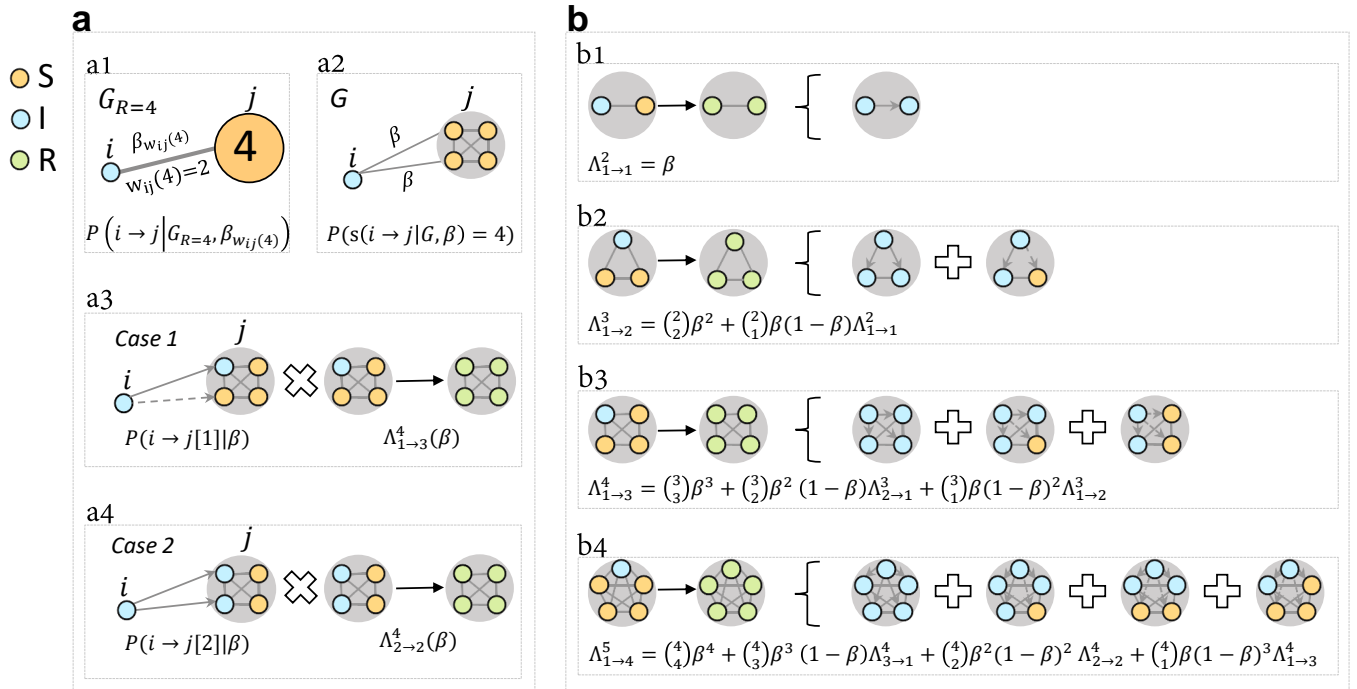 a
S
I
R
a1
G_{R=4}
j
i
β_{w_{ij}(4)}
w_{ij}(4)=2
4
P(i → j|G_{R=4}, β_{w_{ij}(4)})
a2
G
j
i
β
β
P(s(i → j|G, β) = 4)
a3
Case 1
j
i
P(i → j[1]|β)
Λ^4_{1→3}(β)
a4
Case 2
j
i
P(i → j[2]|β)
Λ^4_{2→2}(β)
b
b1
Λ^2_{1→1} = β
b2
Λ^3_{1→2} = \binom{2}{2}β^2 + \binom{2}{1}β(1 − β)Λ^2_{1→1}
b3
Λ^4_{1→3} = \binom{3}{3}β^3 + \binom{3}{2}β^2 (1 − β)Λ^3_{2→1} + \binom{3}{1}β(1 − β)^2Λ^3_{1→2}
b4
Λ^5_{1→4} = \binom{4}{4}β^4 + \binom{4}{3}β^3 (1 − β)Λ^4_{3→1} + \binom{4}{2}β^2(1 − β)^2 Λ^4_{2→2} + \binom{4}{1}β(1 − β)^3Λ^4_{1→3}